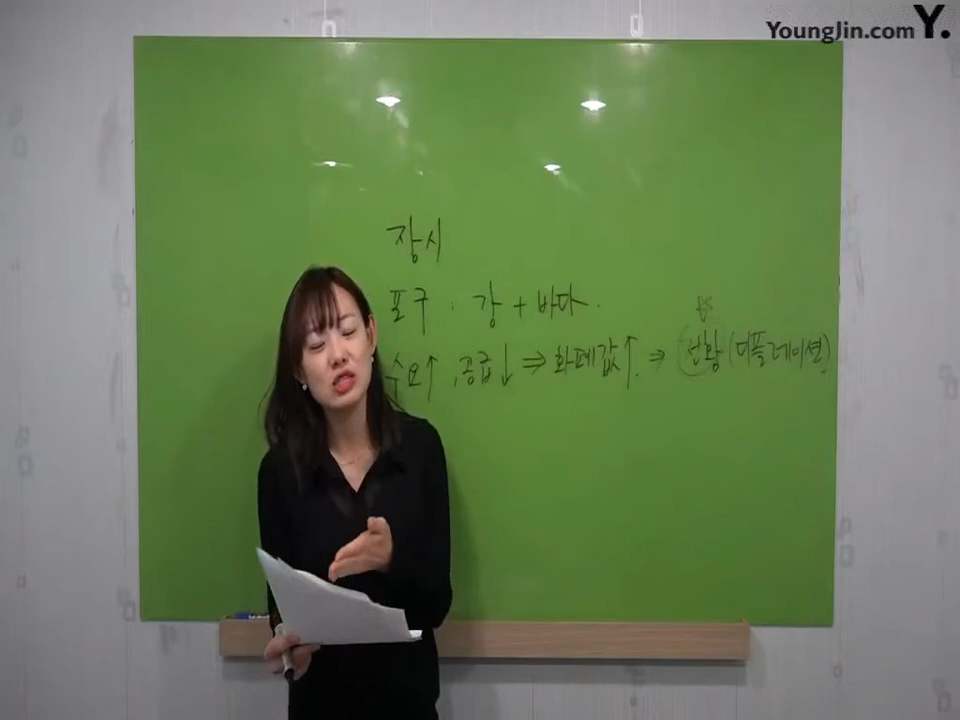 YoungJin.com Y.
장시
포구 : 강 + 바다.
수요↑, 공급↓ ⇒ 화폐값↑. ⇒ 전황 (디플레이션)